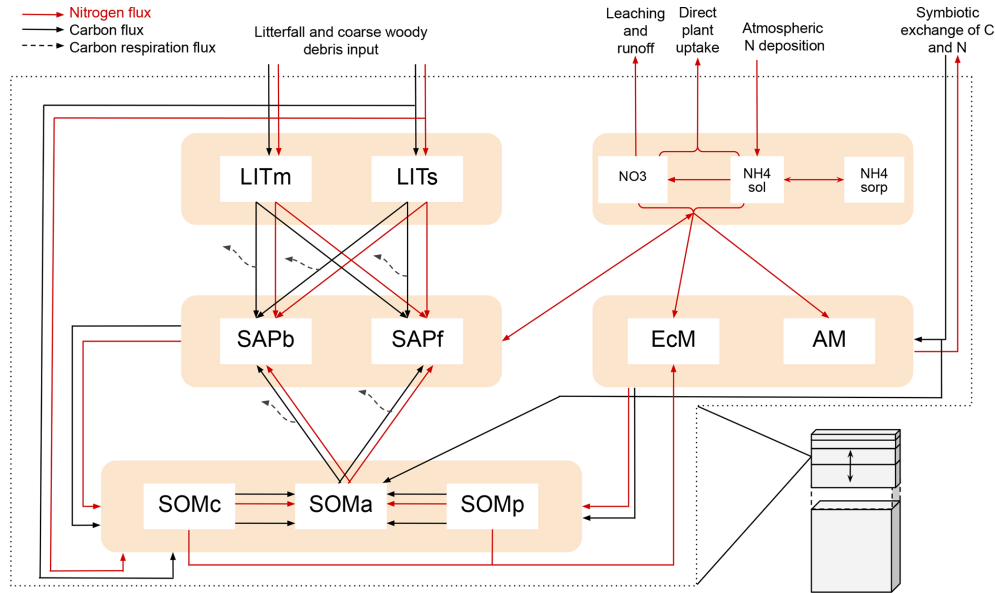 Nitrogen flux
Carbon flux
Carbon respiration flux
Litterfall and coarse woody
debris input
Leaching
and
runoff
Direct
plant
uptake
Atmospheric
N deposition
Symbiotic
exchange of C
and N
LITm
LITs
NO3
NH4
sol
NH4
sorp
SAPb
SAPf
EcM
AM
SOMc
SOMa
SOMp